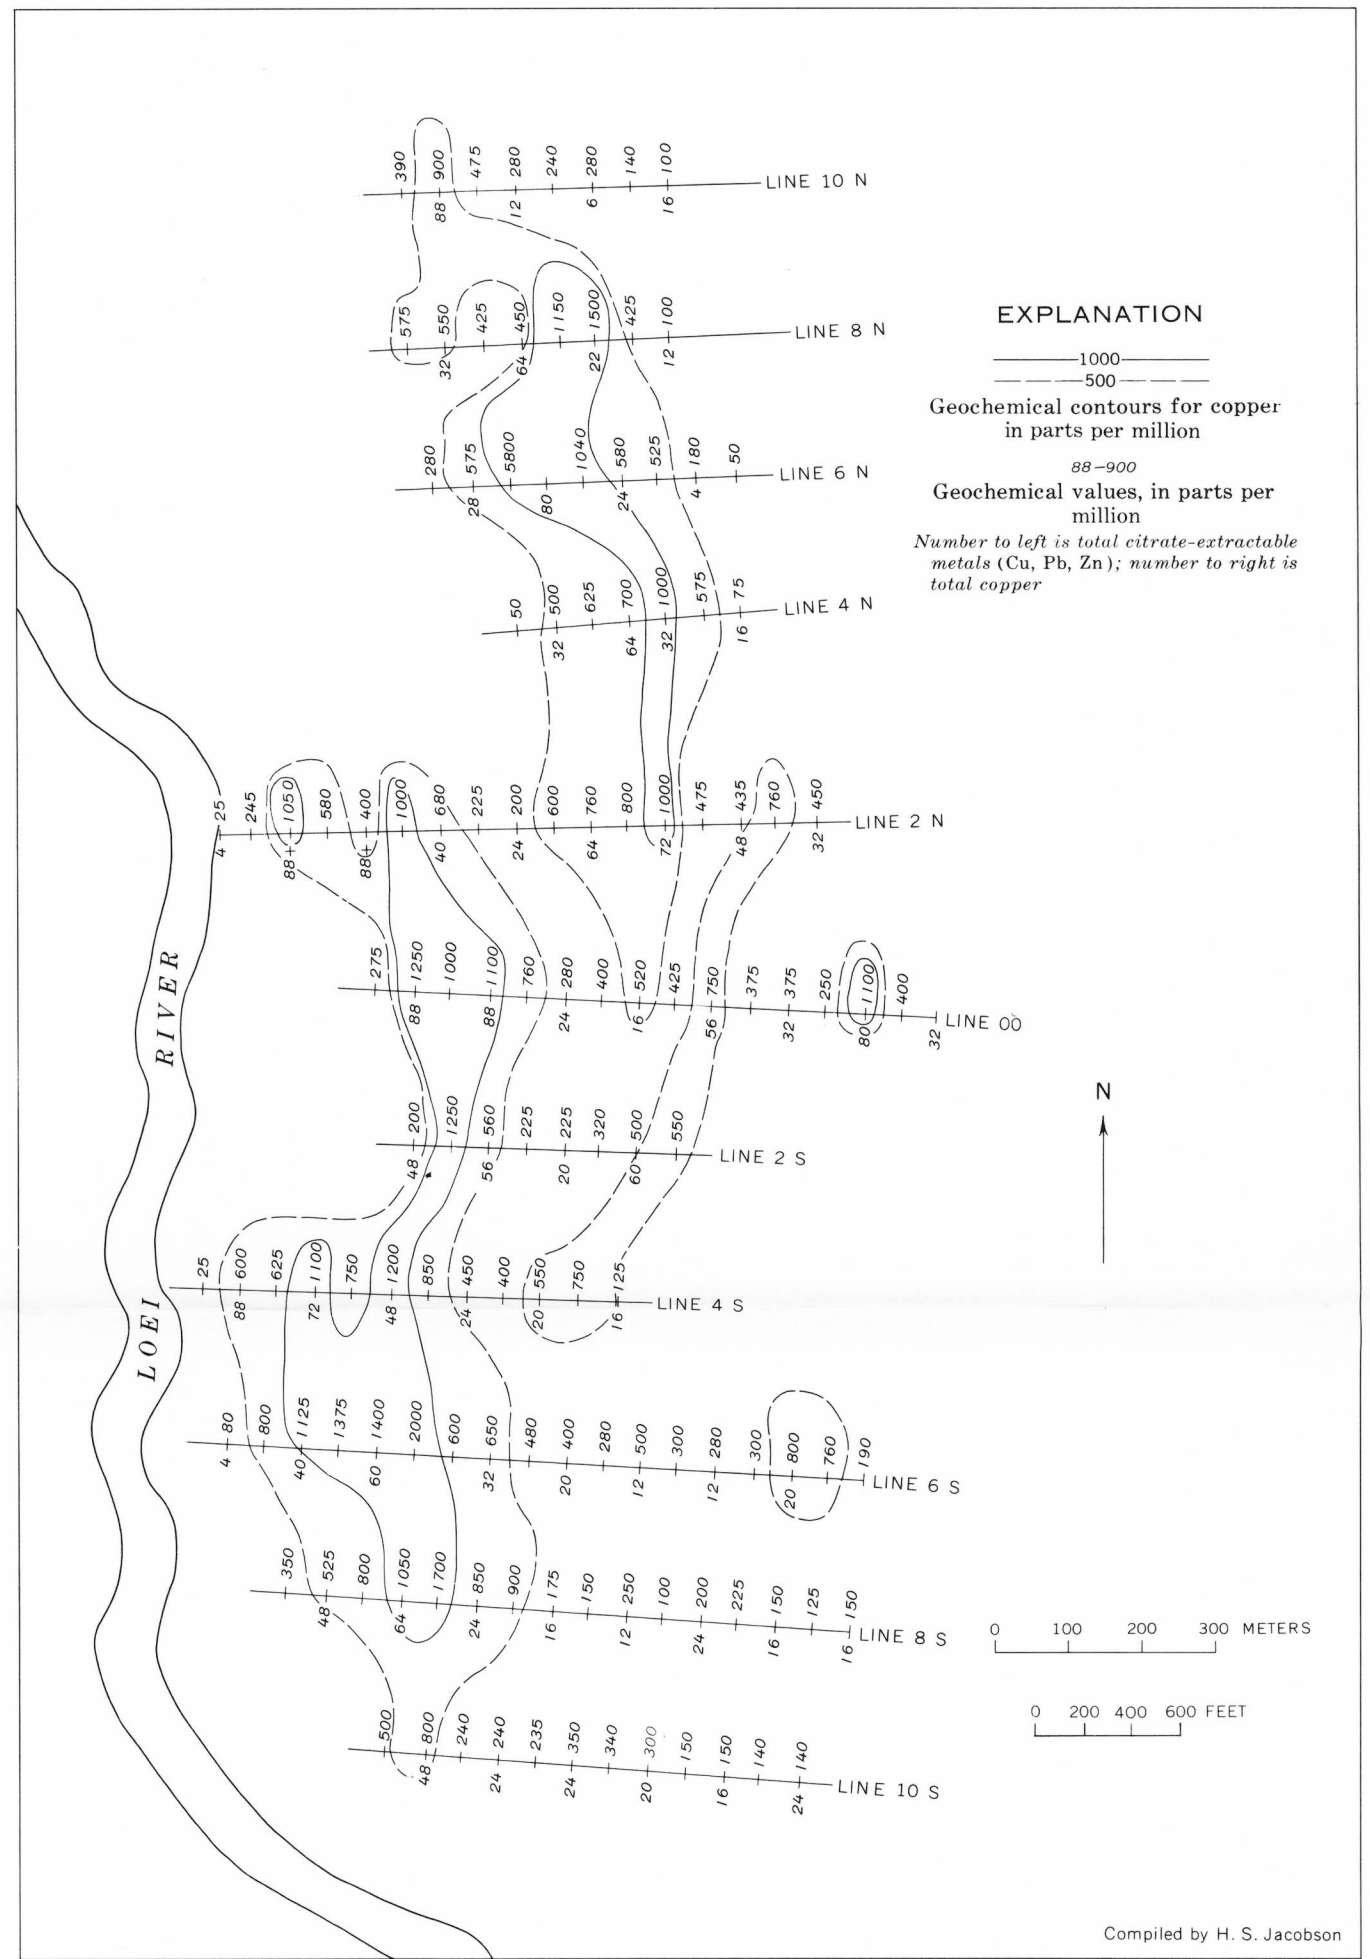 390 900 475 280 240 280 140 100
LINE 10 N
88 12 6 16
575 550 425 450 1150 1500 425 100
LINE 8 N
32 64 22 12
280 575 5800 1040 580 525 180 50
LINE 6 N
28 80 24 4
50 500 625 700 1000 575 75
LINE 4 N
32 64 32 16
25 245 1050 580 400 1000 680 225 200 600 760 800 1000 475 435 760 450
LINE 2 N
4 88+ 88+ 40 24 64 72 48 32
275 1250 1000 1100 760 280 400 520 425 750 375 375 250 1100 400
LINE 00
88 88 24 16 56 32 80 32
200 1250 560 225 225 320 500 550
LINE 2 S
48 56 20 60
25 600 625 1100 750 1200 850 450 400 550 750 125
LINE 4 S
88 72 48 24 20 16
80 800 1125 1375 1400 2000 600 650 480 400 280 500 300 280 300 800 760 190
LINE 6 S
4 40 60 32 20 12 12 20
350 525 800 1050 1700 850 900 175 150 250 100 200 225 150 125 150
LINE 8 S
48 64 24 16 12 24 16 16
500 800 240 240 235 350 340 300 150 150 140 140
LINE 10 S
48 24 24 20 16 24
LOEI RIVER
EXPLANATION
1000
500
Geochemical contours for copper
in parts per million
88–900
Geochemical values, in parts per
million
Number to left is total citrate-extractable
metals (Cu, Pb, Zn); number to right is
total copper
N
0 100 200 300 METERS
0 200 400 600 FEET
Compiled by H. S. Jacobson